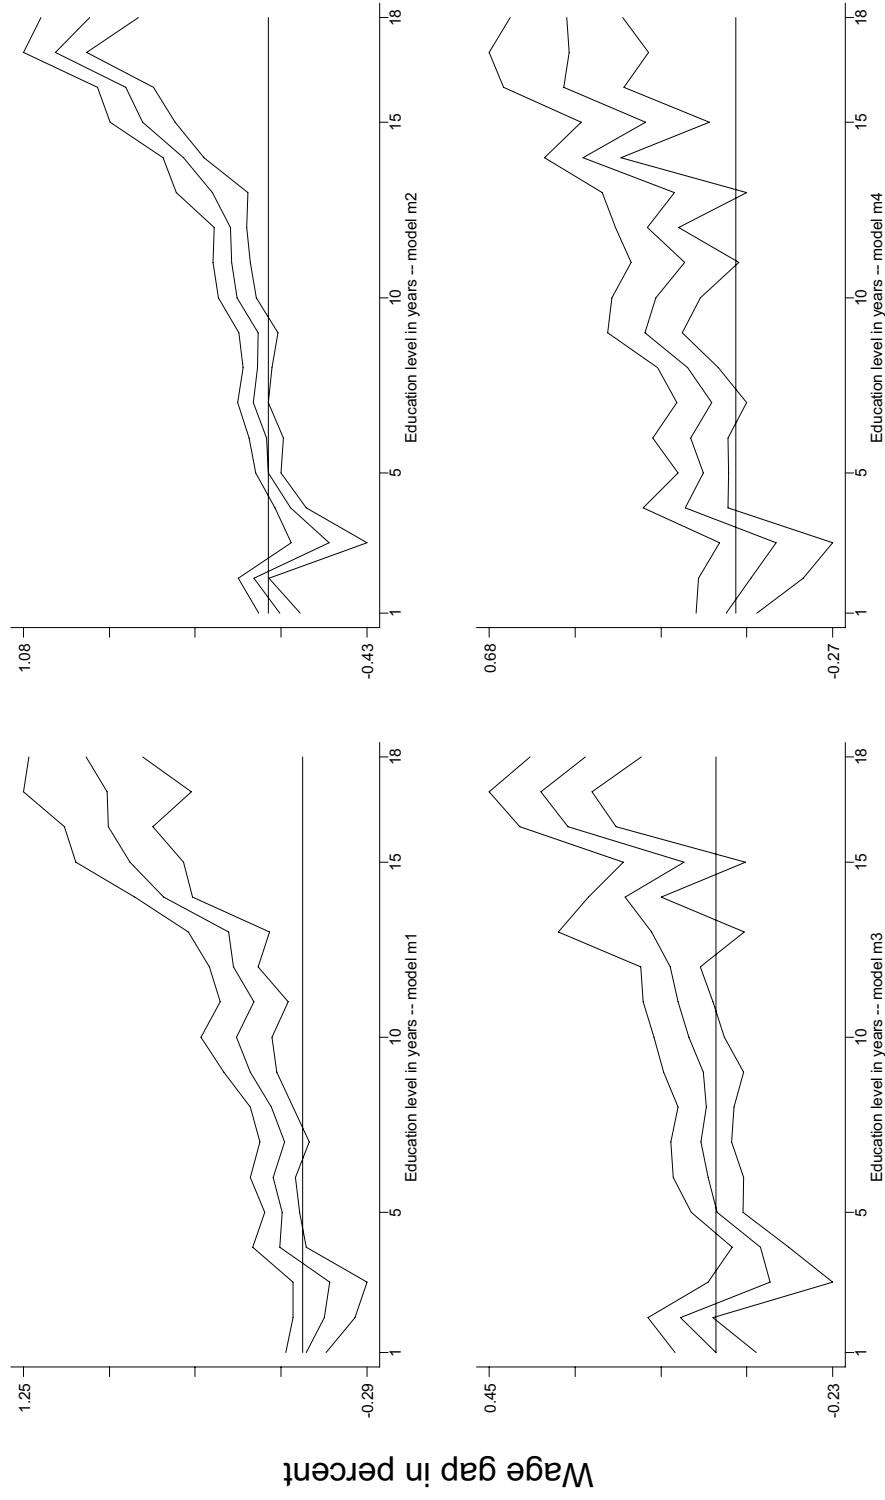 Wage gap in percent
1.25
-0.29
1 5 10 15 18
Education level in years -- model m1
1.08
-0.43
1 5 10 15 18
Education level in years -- model m2
0.45
-0.23
1 5 10 15 18
Education level in years -- model m3
0.68
-0.27
1 5 10 15 18
Education level in years -- model m4